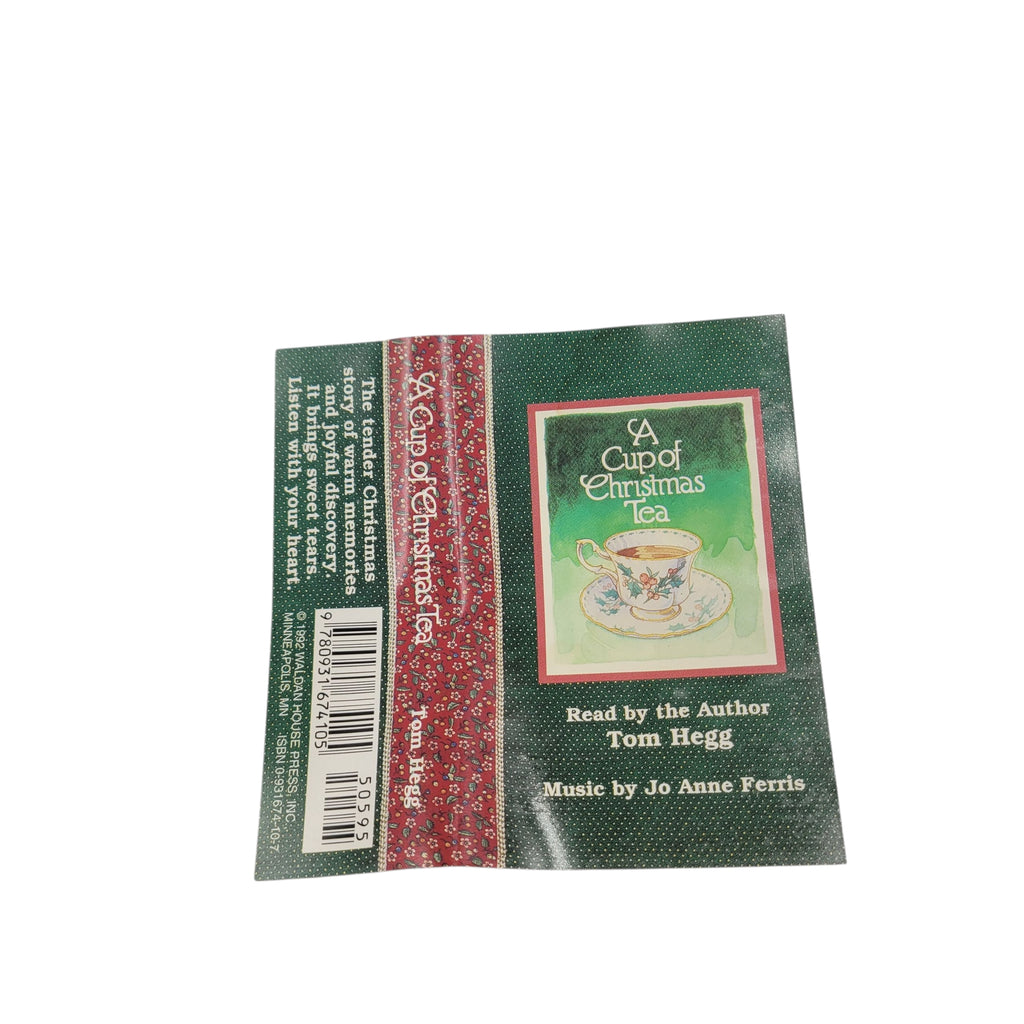 The tender Christmas
story of warm memories
and joyful discovery.
It brings sweet tears.
Listen with your heart.
9 780931 674105
50595
© 1992 WALDAN HOUSE PRESS, INC.
MINNEAPOLIS, MN ISBN 0-931674-10-7
A Cup of Christmas Tea Tom Hegg
A
Cup of
Christmas
Tea
Read by the Author
Tom Hegg
Music by Jo Anne Ferris